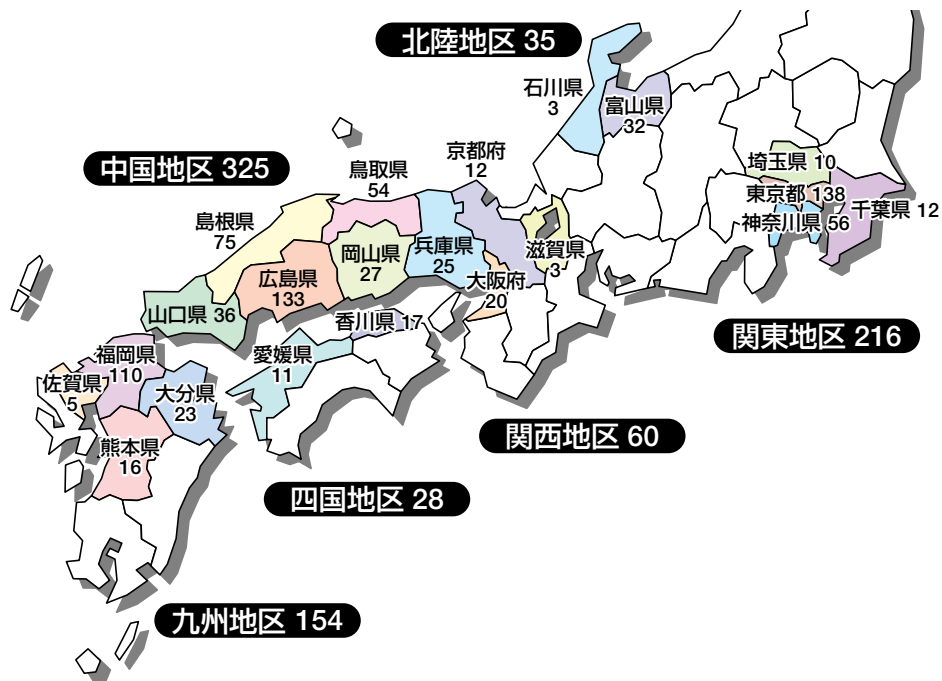 北陸地区 35
石川県
3
富山県
32
中国地区 325
鳥取県
54
京都府
12
島根県
75
岡山県
27
兵庫県
25
広島県
133
山口県 36
滋賀県
3
大阪府
20
埼玉県 10
東京都 138
神奈川県 56
千葉県 12
関東地区 216
香川県 17
愛媛県
11
福岡県
110
佐賀県
5
大分県
23
熊本県
16
関西地区 60
四国地区 28
九州地区 154